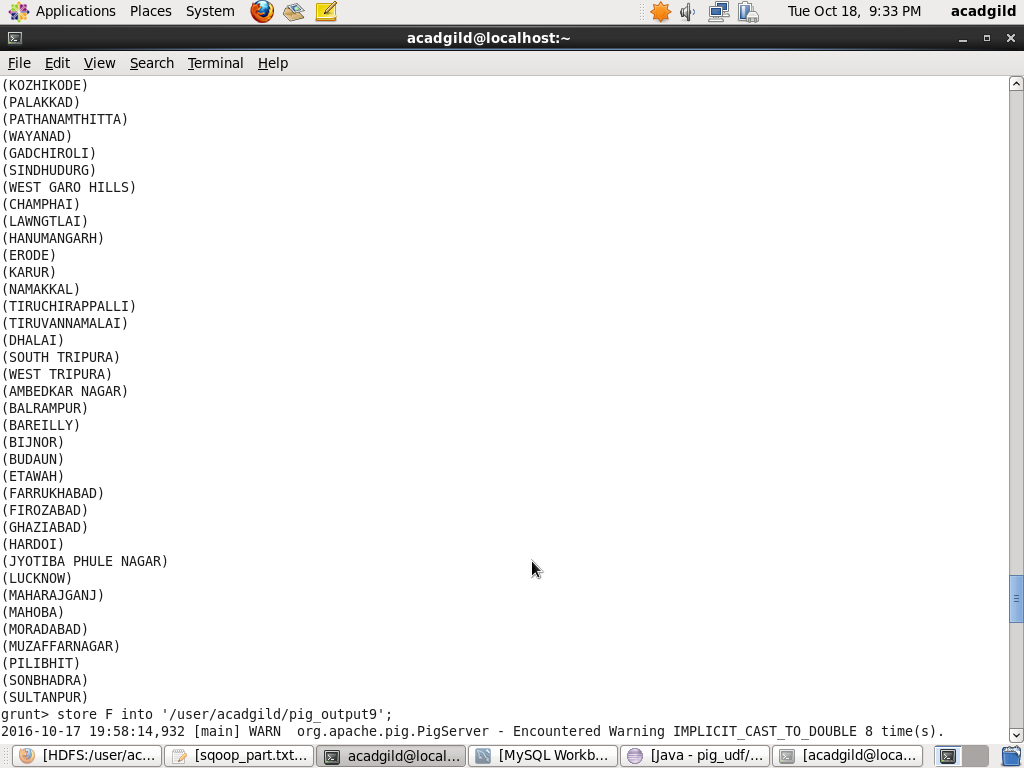 Applications Places System Tue Oct 18, 9:33 PM acadgild
acadgild@localhost:~
File Edit View Search Terminal Help
(KOZHIKODE)
(PALAKKAD)
(PATHANAMTHITTA)
(WAYANAD)
(GADCHIROLI)
(SINDHUDURG)
(WEST GARO HILLS)
(CHAMPHAI)
(LAWNGTLAI)
(HANUMANGARH)
(ERODE)
(KARUR)
(NAMAKKAL)
(TIRUCHIRAPPALLI)
(TIRUVANNAMALAI)
(DHALAI)
(SOUTH TRIPURA)
(WEST TRIPURA)
(AMBEDKAR NAGAR)
(BALRAMPUR)
(BAREILLY)
(BIJNOR)
(BUDAUN)
(ETAWAH)
(FARRUKHABAD)
(FIROZABAD)
(GHAZIABAD)
(HARDOI)
(JYOTIBA PHULE NAGAR)
(LUCKNOW)
(MAHARAJGANJ)
(MAHOBA)
(MORADABAD)
(MUZAFFARNAGAR)
(PILIBHIT)
(SONBHADRA)
(SULTANPUR)
grunt> store F into '/user/acadgild/pig_output9';
2016-10-17 19:58:14,932 [main] WARN  org.apache.pig.PigServer - Encountered Warning IMPLICIT_CAST_TO_DOUBLE 8 time(s).
[HDFS:/user/ac... [sqoop_part.txt... acadgild@local... [MySQL Workb... [Java - pig_udf/... [acadgild@loca...